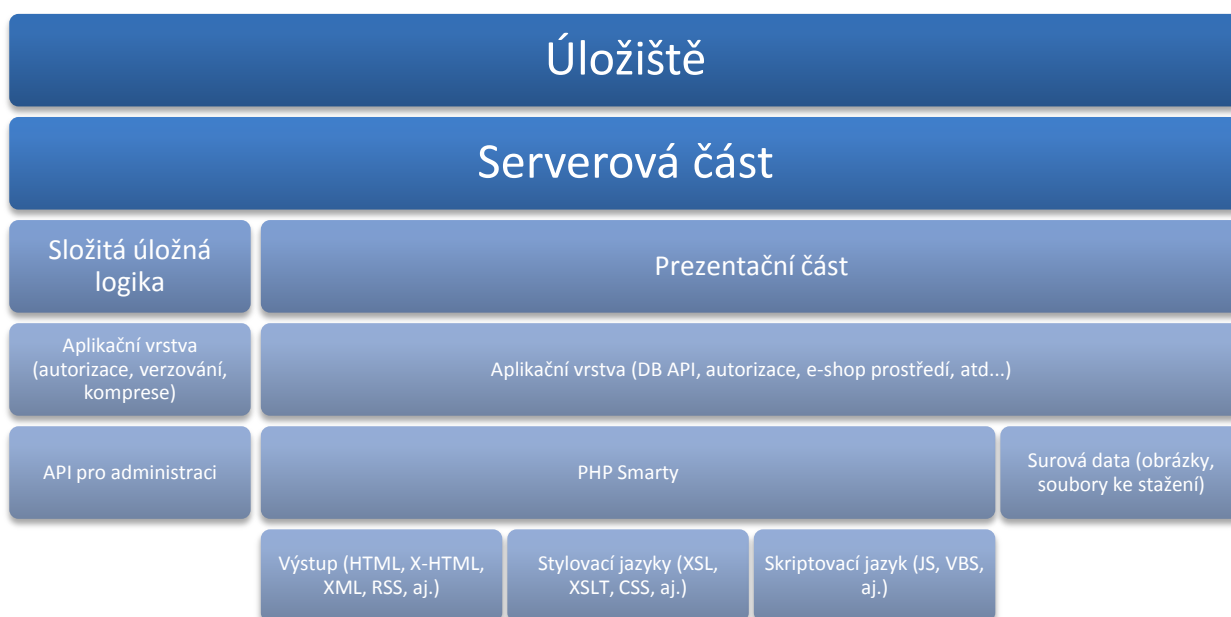 Úložiště
Serverová část
Složitá úložná
logika
Prezentační část
Aplikační vrstva
(autorizace, verzování,
komprese)
Aplikační vrstva (DB API, autorizace, e-shop prostředí, atd...)
API pro administraci
PHP Smarty
Surová data (obrázky,
soubory ke stažení)
Výstup (HTML, X-HTML,
XML, RSS, aj.)
Stylovací jazyky (XSL,
XSLT, CSS, aj.)
Skriptovací jazyk (JS, VBS,
aj.)